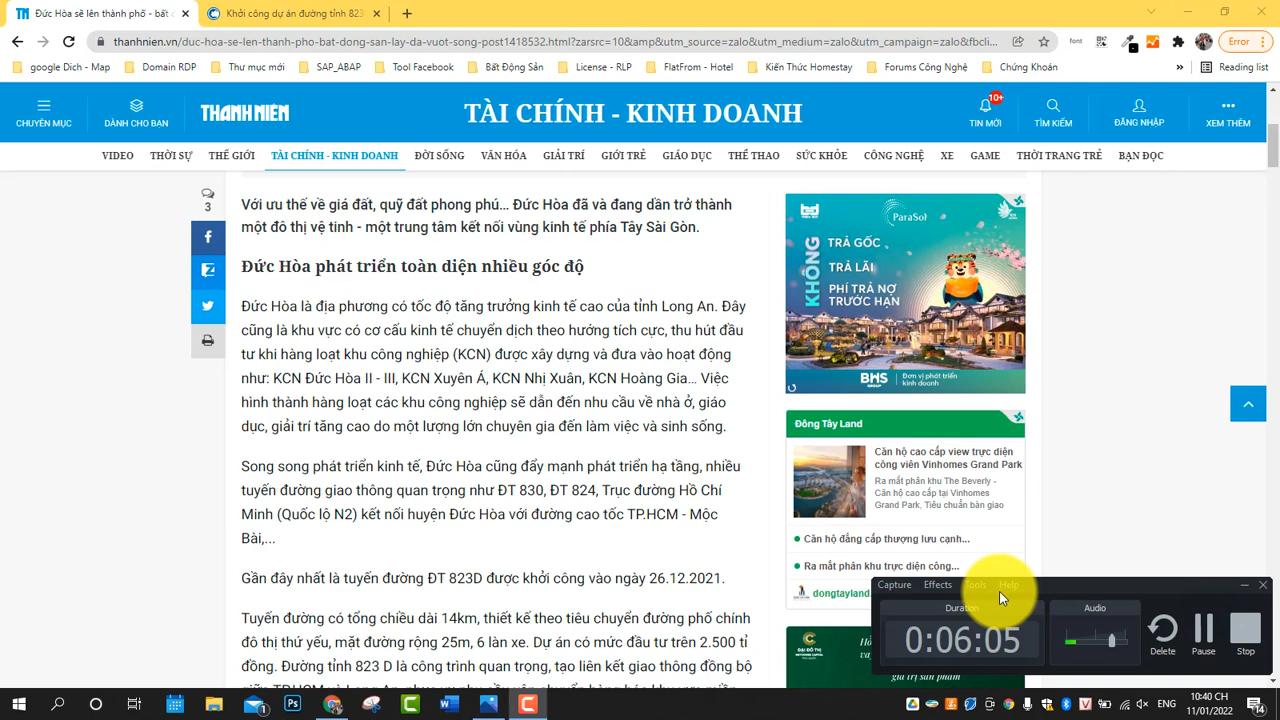 Đức Hòa sẽ lên thành phố - bất đ
Khởi công dự án đường tỉnh 823
thanhnien.vn/duc-hoa-se-len-thanh-pho-bat-dong-san-lay-da-vuot-song-post1418532.html?zarsrc=10&amp&utm_source=zalo&utm_medium=zalo&utm_campaign=zalo&fbcli...
font
Error
google Dich - Map
Domain RDP
Thư mục mới
SAP_ABAP
Tool Facebook
Bất Động Sản
License - RLP
FlatFrom - Hotel
Kiến Thức Homestay
Forums Công Nghệ
Chứng Khoán
»
Reading list
CHUYÊN MỤC
DÀNH CHO BẠN
THANH NIÊN
TÀI CHÍNH - KINH DOANH
10+
TIN MỚI
TÌM KIẾM
ĐĂNG NHẬP
XEM THÊM
VIDEO
THỜI SỰ
THẾ GIỚI
TÀI CHÍNH - KINH DOANH
ĐỜI SỐNG
VĂN HÓA
GIẢI TRÍ
GIỚI TRẺ
GIÁO DỤC
THỂ THAO
SỨC KHỎE
CÔNG NGHỆ
XE
GAME
THỜI TRANG TRẺ
BẠN ĐỌC
3
Với ưu thế về giá đất, quỹ đất phong phú... Đức Hòa đã và đang dần trở thành
một đô thị vệ tinh - một trung tâm kết nối vùng kinh tế phía Tây Sài Gòn.
Đức Hòa phát triển toàn diện nhiều góc độ
Đức Hòa là địa phương có tốc độ tăng trưởng kinh tế cao của tỉnh Long An. Đây
cũng là khu vực có cơ cấu kinh tế chuyển dịch theo hướng tích cực, thu hút đầu
tư khi hàng loạt khu công nghiệp (KCN) được xây dựng và đưa vào hoạt động
như: KCN Đức Hòa II - III, KCN Xuyên Á, KCN Nhị Xuân, KCN Hoàng Gia... Việc
hình thành hàng loạt các khu công nghiệp sẽ dẫn đến nhu cầu về nhà ở, giáo
dục, giải trí tăng cao do một lượng lớn chuyên gia đến làm việc và sinh sống.
Song song phát triển kinh tế, Đức Hòa cũng đẩy mạnh phát triển hạ tầng, nhiều
tuyến đường giao thông quan trọng như ĐT 830, ĐT 824, Trục đường Hồ Chí
Minh (Quốc lộ N2) kết nối huyện Đức Hòa với đường cao tốc TP.HCM - Mộc
Bài,...
Gần đây nhất là tuyến đường ĐT 823D được khởi công vào ngày 26.12.2021.
Tuyến đường có tổng chiều dài 14km, thiết kế theo tiêu chuyển đường phố chính
đô thị thứ yếu, mặt đường rộng 25m, 6 làn xe. Dự án có mức đầu tư trên 2.500 tỉ
đồng. Đường tỉnh 823 D là công trình quan trọng, tạo liên kết giao thông đồng bộ
ParaSol
KHÔNG
TRẢ GỐC
TRẢ LÃI
PHÍ TRẢ NỢ
TRƯỚC HẠN
BHS
GROUP
Đơn vị phát triển
kinh doanh
Đông Tây Land
Căn hộ cao cấp view trực diện
công viên Vinhomes Grand Park
Ra mắt phân khu The Beverly -
Căn hộ cao cấp tại Vinhomes
Grand Park, Tiêu chuẩn bàn giao
Căn hộ đẳng cấp thượng lưu cạnh...
Ra mắt phân khu trực diện công...
dongtayland
ĐẠI ĐÔ THỊ
Capture
Effects
Tools
Help
Duration
0:06:05
Audio
Delete
Pause
Stop
ENG
10:40 CH
11/01/2022
14